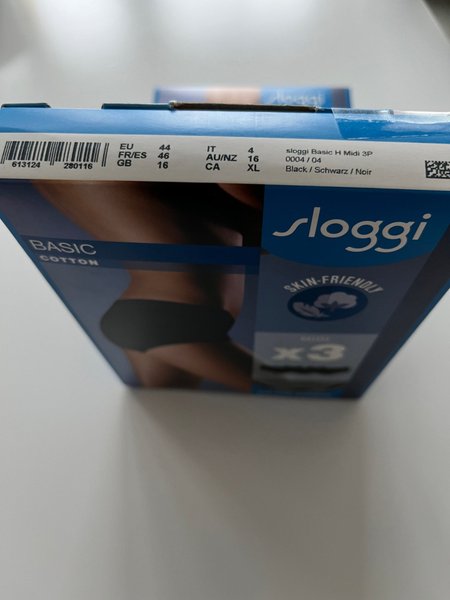 sloggi
613124 280116
EU 44 IT 4
FR/ES 46 AU/NZ 16
GB 16 CA XL
sloggi Basic H Midi 3P
0004 / 04
Black / Schwarz / Noir
sloggi
BASIC
COTTON
SKIN-FRIENDLY
x3